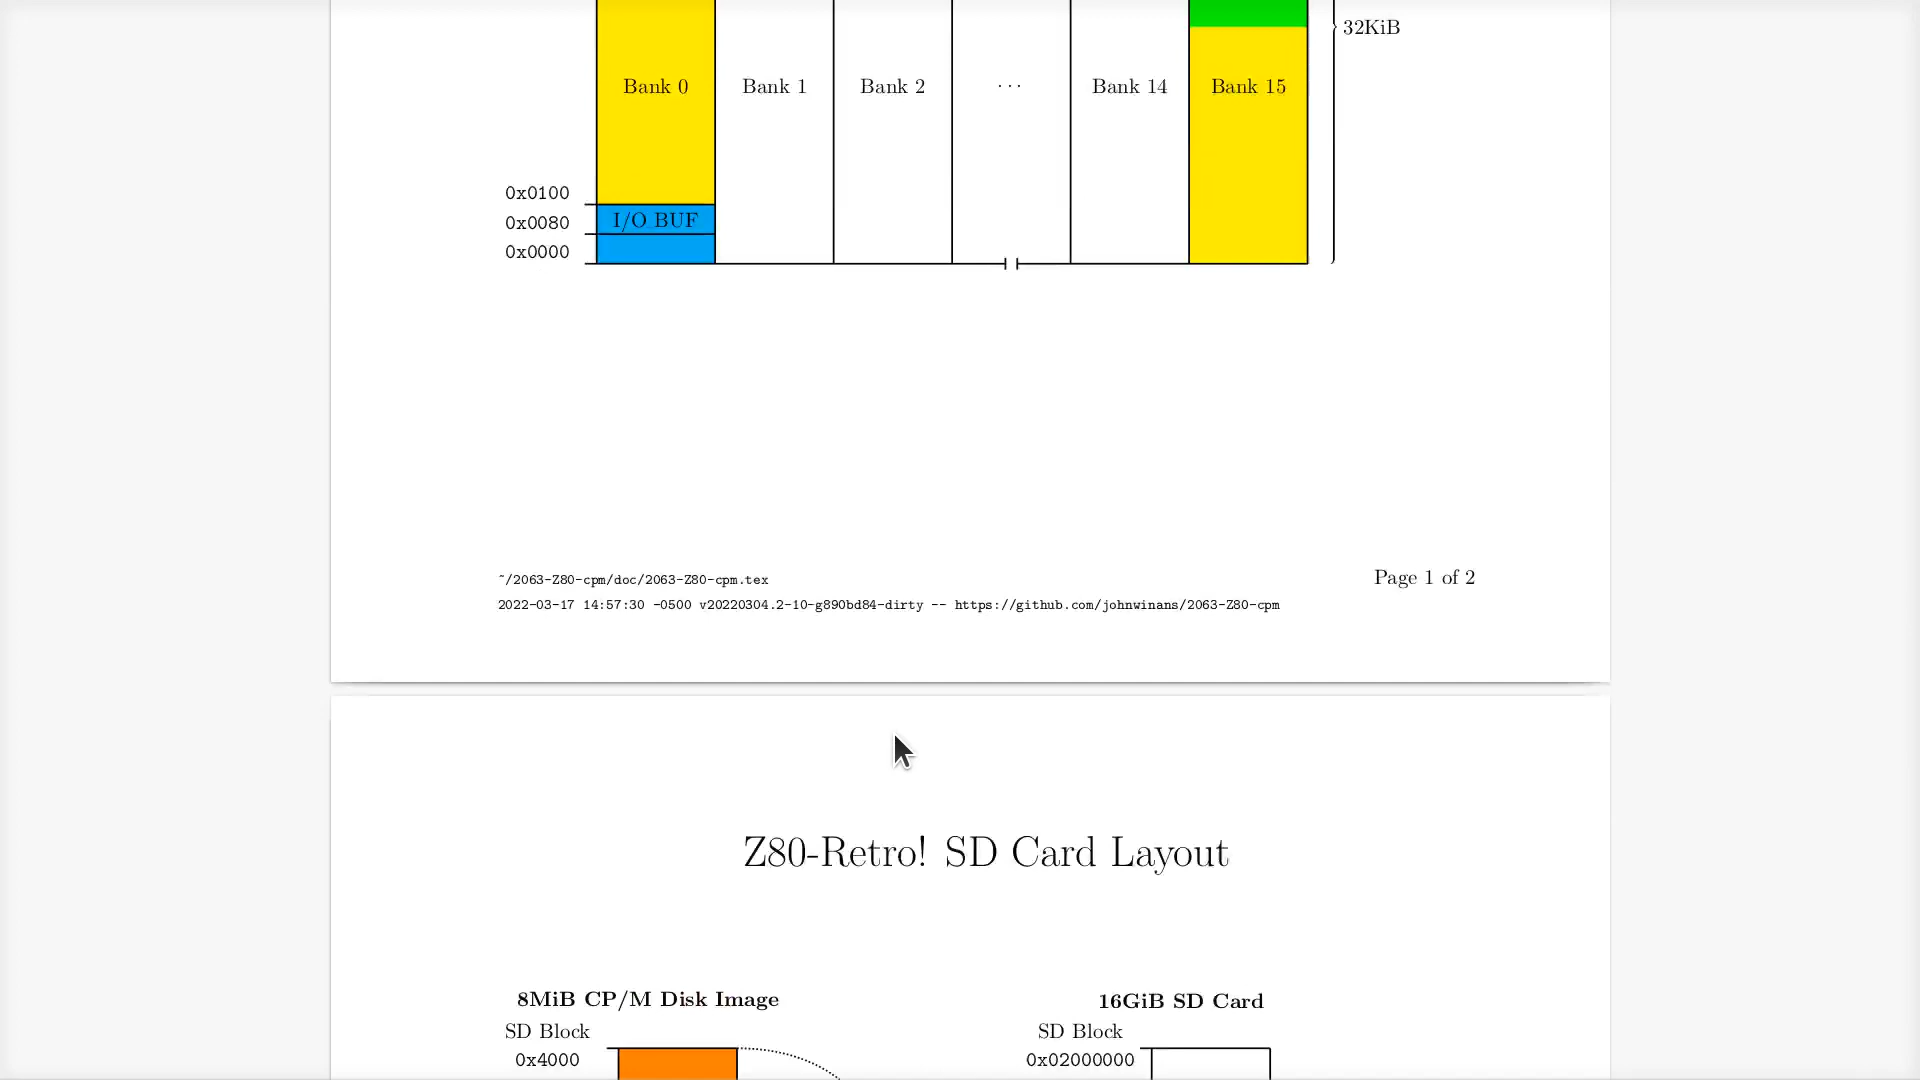 32KiB
Bank 0 Bank 1 Bank 2 ... Bank 14 Bank 15
0x0100
0x0080 I/O BUF
0x0000
~/2063-Z80-cpm/doc/2063-Z80-cpm.tex Page 1 of 2
2022-03-17 14:57:30 -0500 v20220304.2-10-g890bd84-dirty -- https://github.com/johnwinans/2063-Z80-cpm
Z80-Retro! SD Card Layout
8MiB CP/M Disk Image 16GiB SD Card
SD Block SD Block
0x4000 0x02000000